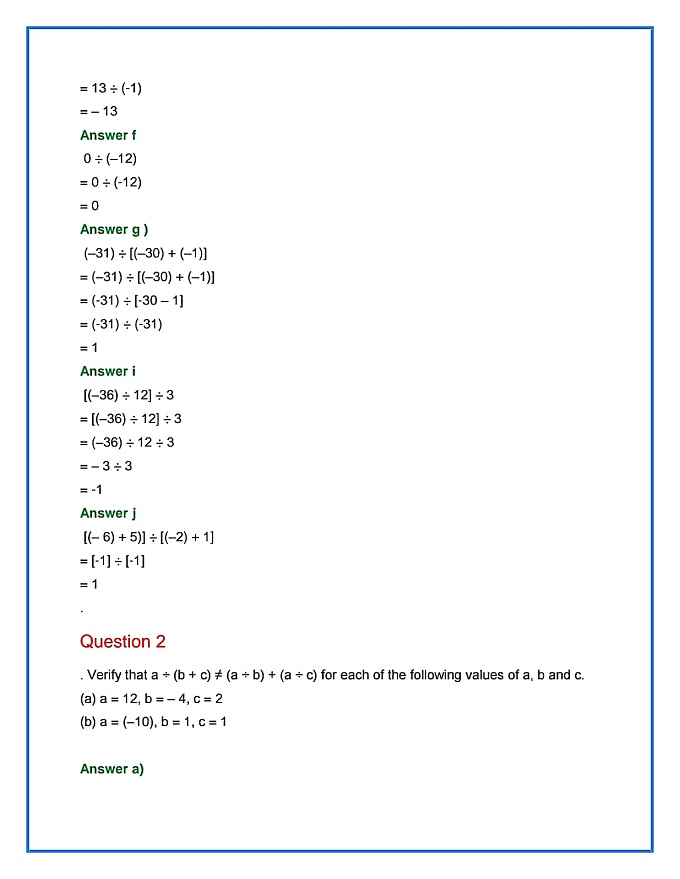 = 13 ÷ (-1)
= – 13
Answer f
0 ÷ (–12)
= 0 ÷ (-12)
= 0
Answer g )
(–31) ÷ [(–30) + (–1)]
= (–31) ÷ [(–30) + (–1)]
= (-31) ÷ [-30 – 1]
= (-31) ÷ (-31)
= 1
Answer i
[(–36) ÷ 12] ÷ 3
= [(–36) ÷ 12] ÷ 3
= (–36) ÷ 12 ÷ 3
= – 3 ÷ 3
= -1
Answer j
[(– 6) + 5)] ÷ [(–2) + 1]
= [-1] ÷ [-1]
= 1
.
Question 2
. Verify that a ÷ (b + c) ≠ (a ÷ b) + (a ÷ c) for each of the following values of a, b and c.
(a) a = 12, b = – 4, c = 2
(b) a = (–10), b = 1, c = 1
Answer a)